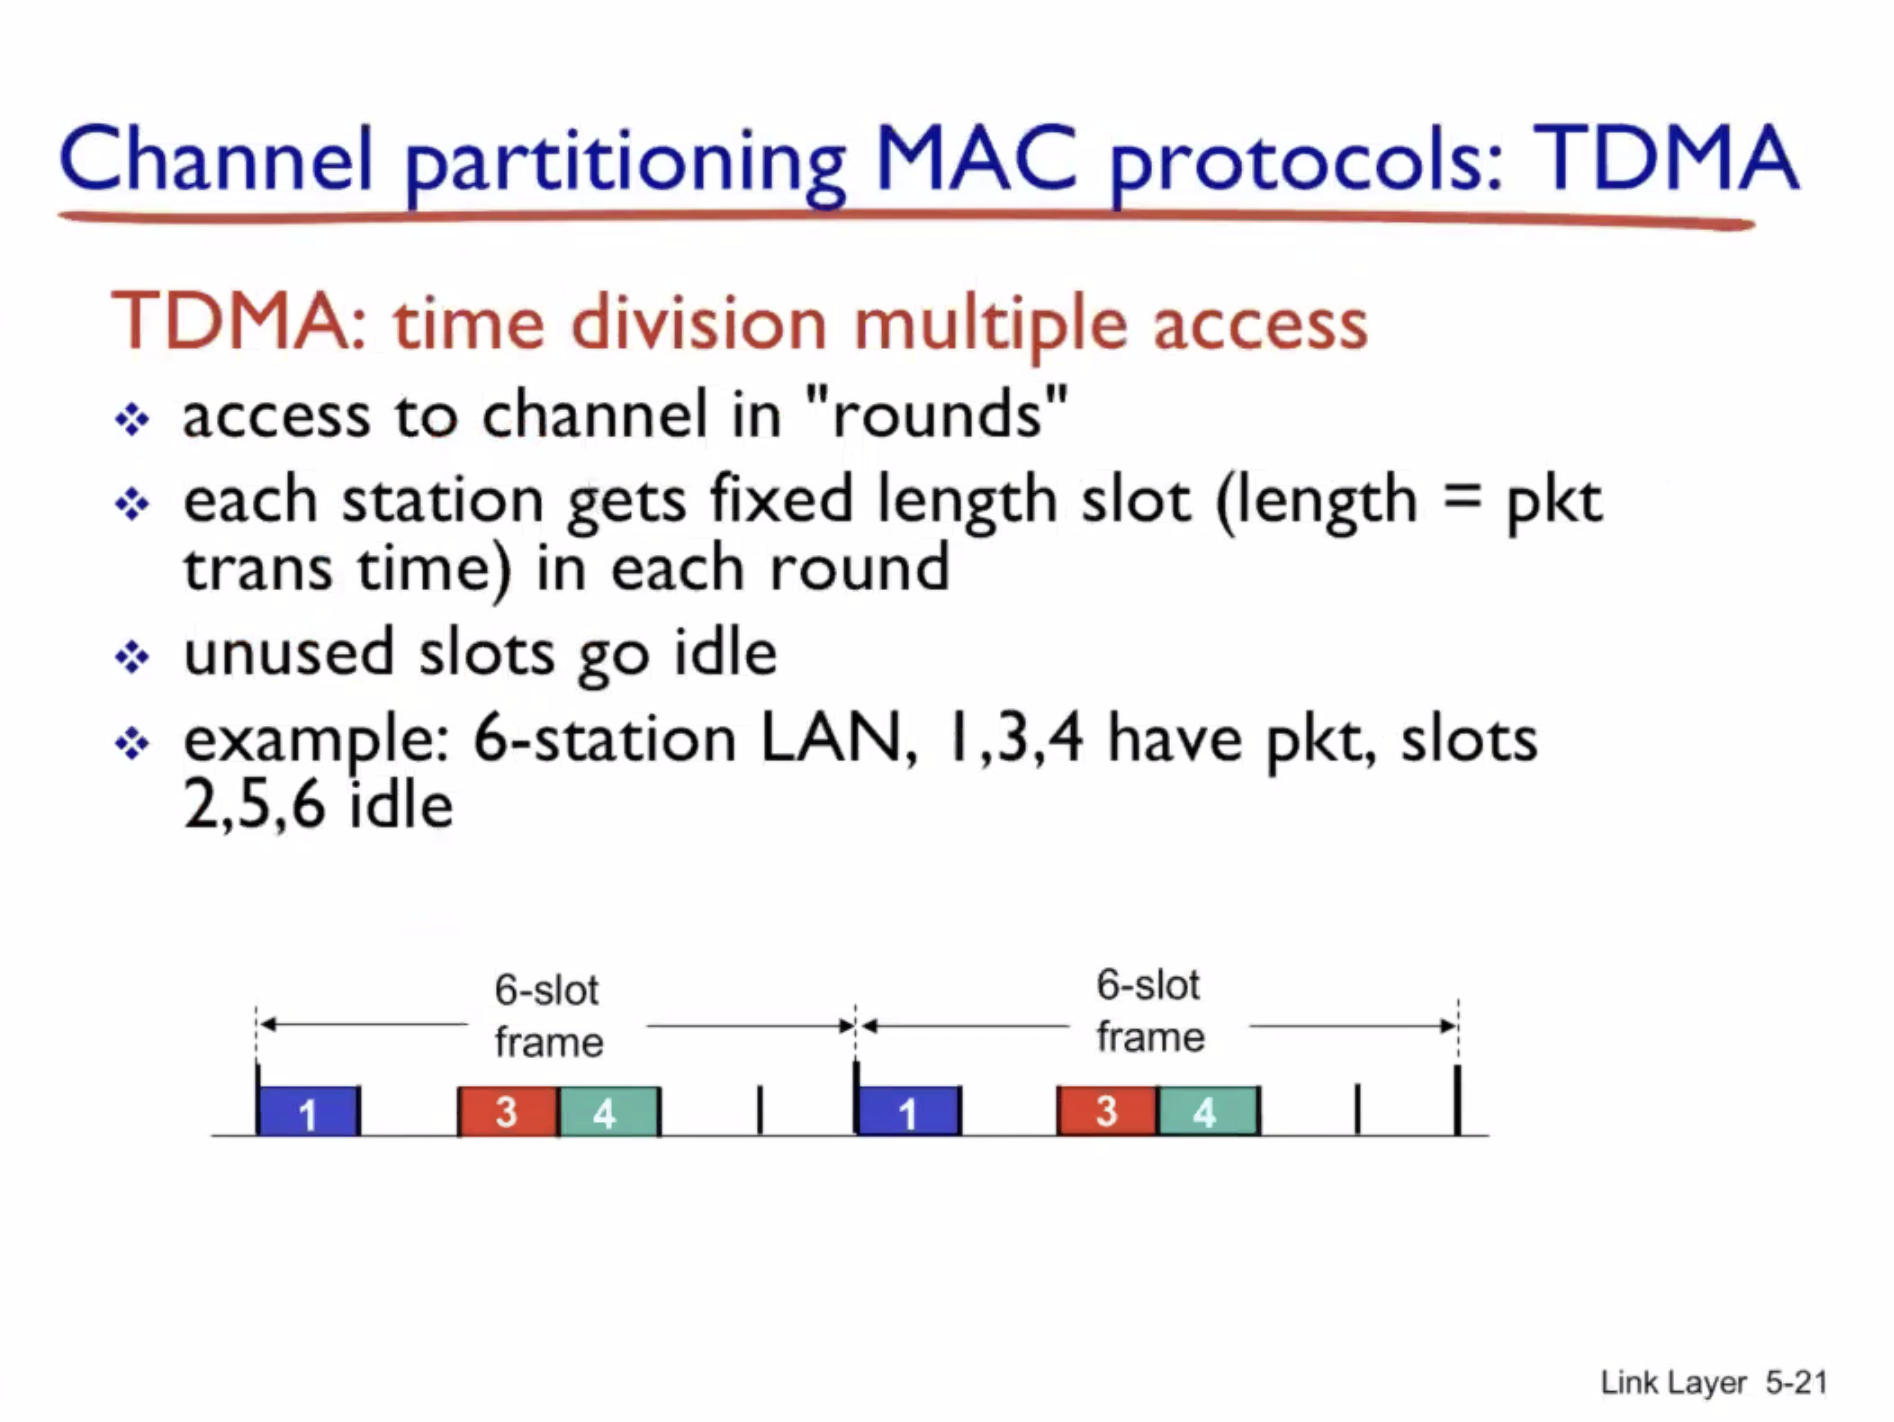 Channel partitioning MAC protocols: TDMA
TDMA: time division multiple access
access to channel in "rounds"
each station gets fixed length slot (length = pkt
trans time) in each round
unused slots go idle
example: 6-station LAN, 1,3,4 have pkt, slots
2,5,6 idle
6-slot
frame
6-slot
frame
1 3 4 1 3 4
Link Layer 5-21